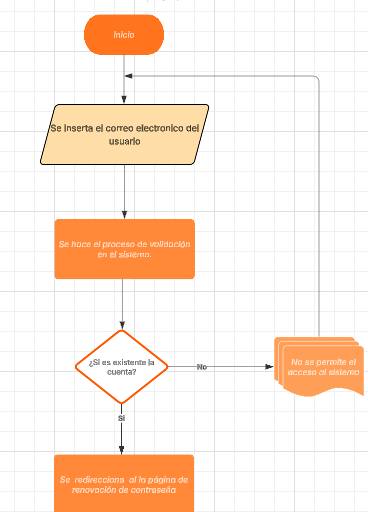 Inicio
Se inserta el correo electronico del
usuario
Se hace el proceso de validación
en el sistema.
¿Si es existente la
cuenta?
No
No se permite el
acceso al sistema
Si
Se redirecciona al la página de
renovación de contraseña